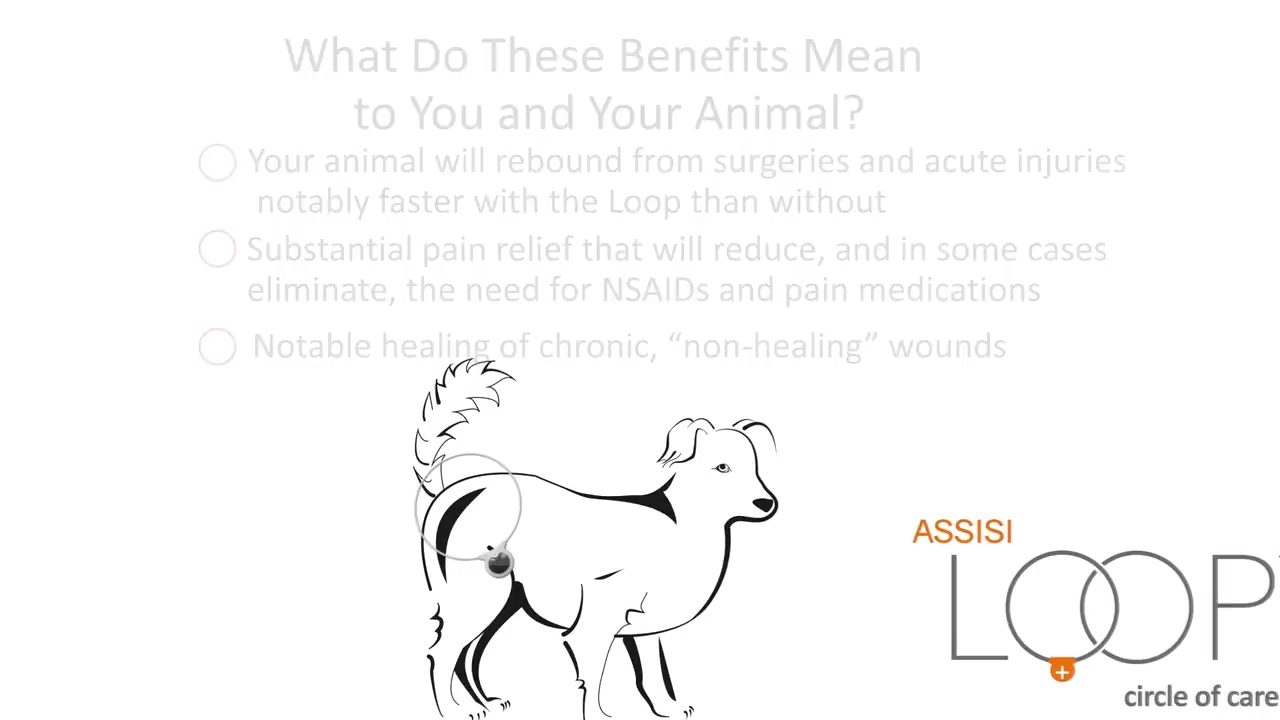 What Do These Benefits Mean
to You and Your Animal?
Your animal will rebound from surgeries and acute injuries
notably faster with the Loop than without
Substantial pain relief that will reduce, and in some cases
eliminate, the need for NSAIDs and pain medications
Notable healing of chronic, “non-healing” wounds
ASSISI
LOOP
circle of care